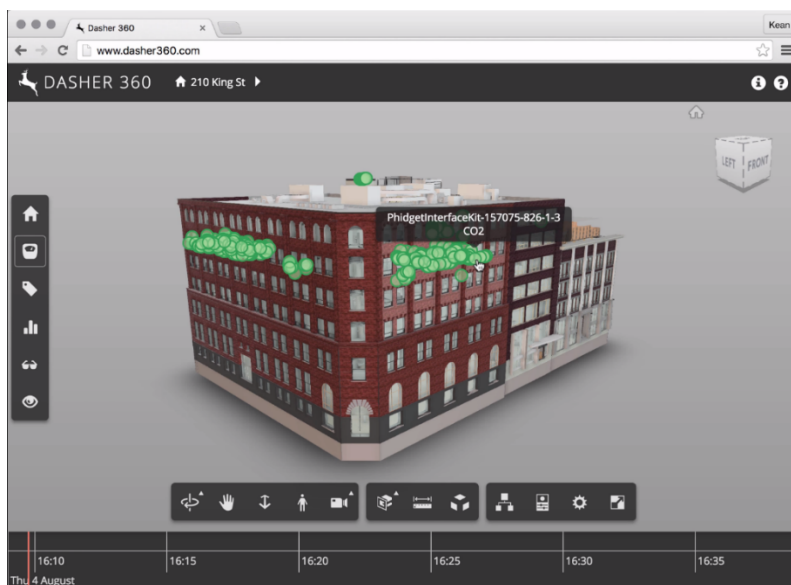 Dasher 360
Kean
www.dasher360.com
DASHER 360
210 King St
LEFT
FRONT
PhidgetInterfaceKit-157075-826-1-3
CO2
16:10
16:15
16:20
16:25
16:30
16:35
Thu 4 August